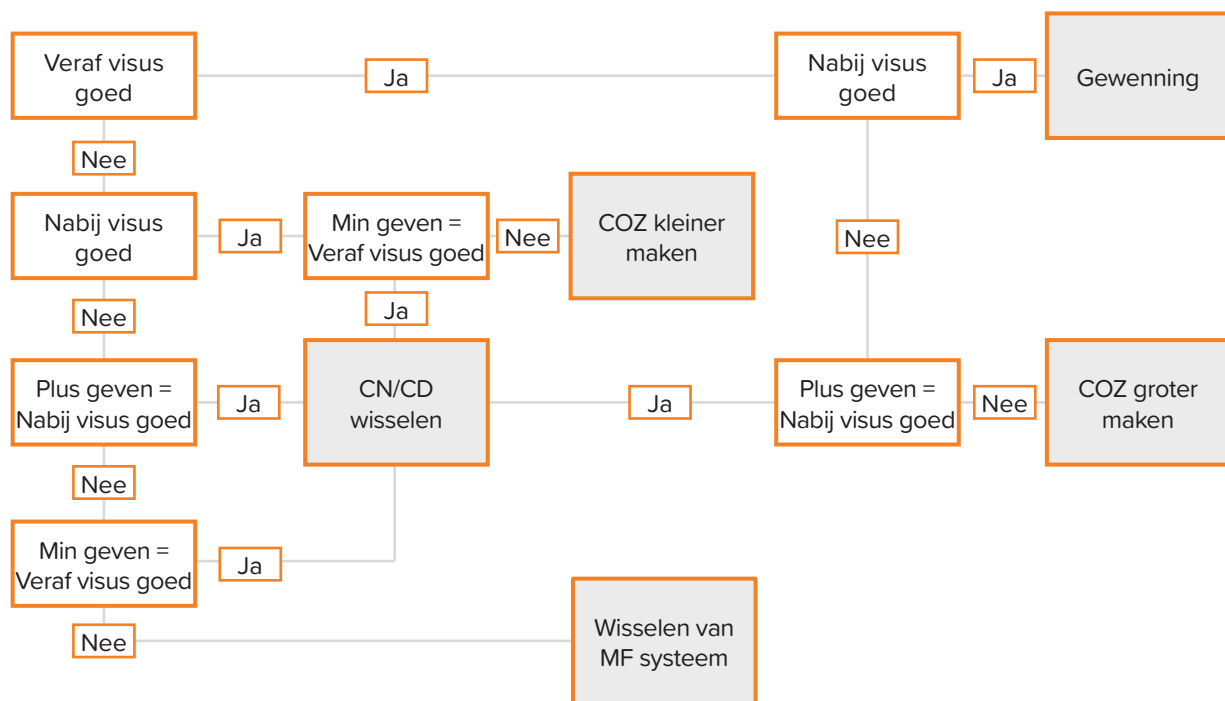 Veraf visus
goed
Ja
Nabij visus
goed
Ja
Gewenning
Nee
Nabij visus
goed
Ja
Min geven =
Veraf visus goed
Nee
COZ kleiner
maken
Nee
Nee
Ja
Plus geven =
Nabij visus goed
Ja
CN/CD
wisselen
Ja
Plus geven =
Nabij visus goed
Nee
COZ groter
maken
Nee
Min geven =
Veraf visus goed
Ja
Nee
Wisselen van
MF systeem